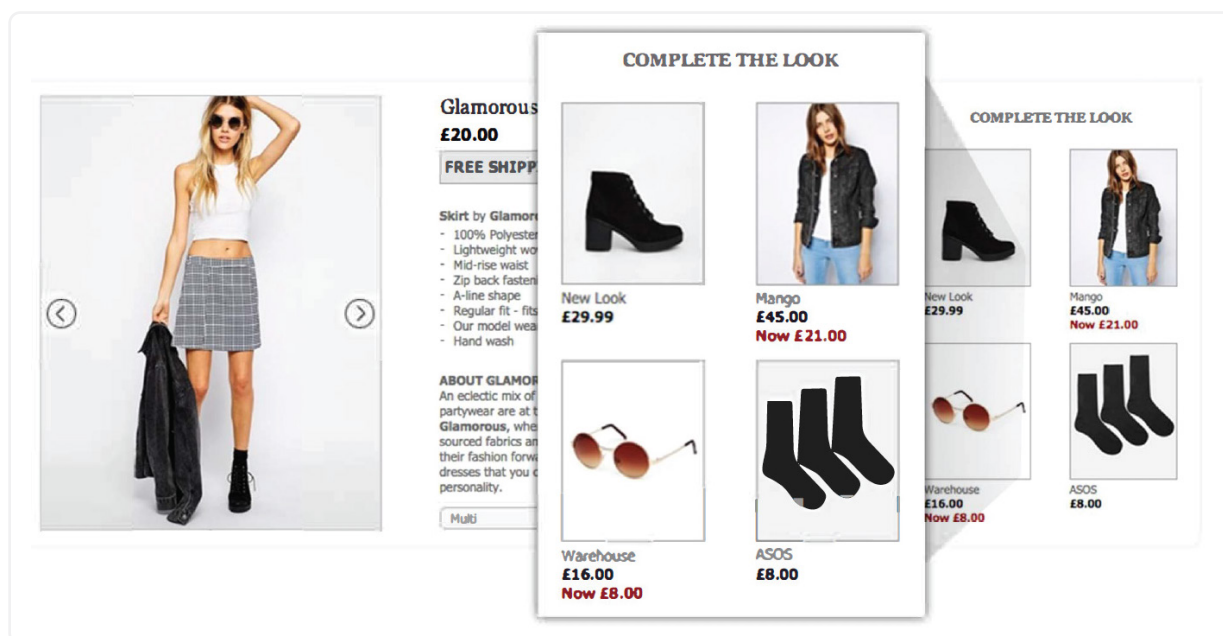 Glamorous
£20.00
FREE SHIPP
Skirt by Glamoro
- 100% Polyester
- Lightweight wo
- Mid-rise waist
- Zip back fasteni
- A-line shape
- Regular fit - fits
- Our model wea
- Hand wash
ABOUT GLAMOR
An eclectic mix of
partywear are at t
Glamorous, whe
sourced fabrics an
their fashion forwa
dresses that you c
personality.
Multi
COMPLETE THE LOOK
New Look
£29.99
Mango
£45.00
Now £21.00
Warehouse
£16.00
Now £8.00
ASOS
£8.00
COMPLETE THE LOOK
New Look
£29.99
Mango
£45.00
Now £21.00
Warehouse
£16.00
Now £8.00
ASOS
£8.00